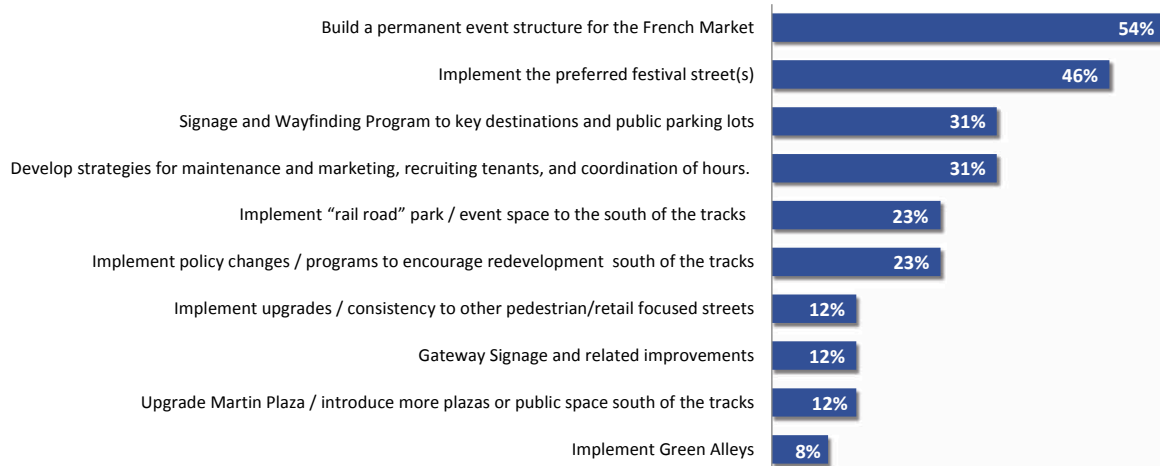 Build a permanent event structure for the French Market 54%
Implement the preferred festival street(s) 46%
Signage and Wayfinding Program to key destinations and public parking lots 31%
Develop strategies for maintenance and marketing, recruiting tenants, and coordination of hours. 31%
Implement “rail road” park / event space to the south of the tracks 23%
Implement policy changes / programs to encourage redevelopment south of the tracks 23%
Implement upgrades / consistency to other pedestrian/retail focused streets 12%
Gateway Signage and related improvements 12%
Upgrade Martin Plaza / introduce more plazas or public space south of the tracks 12%
Implement Green Alleys 8%